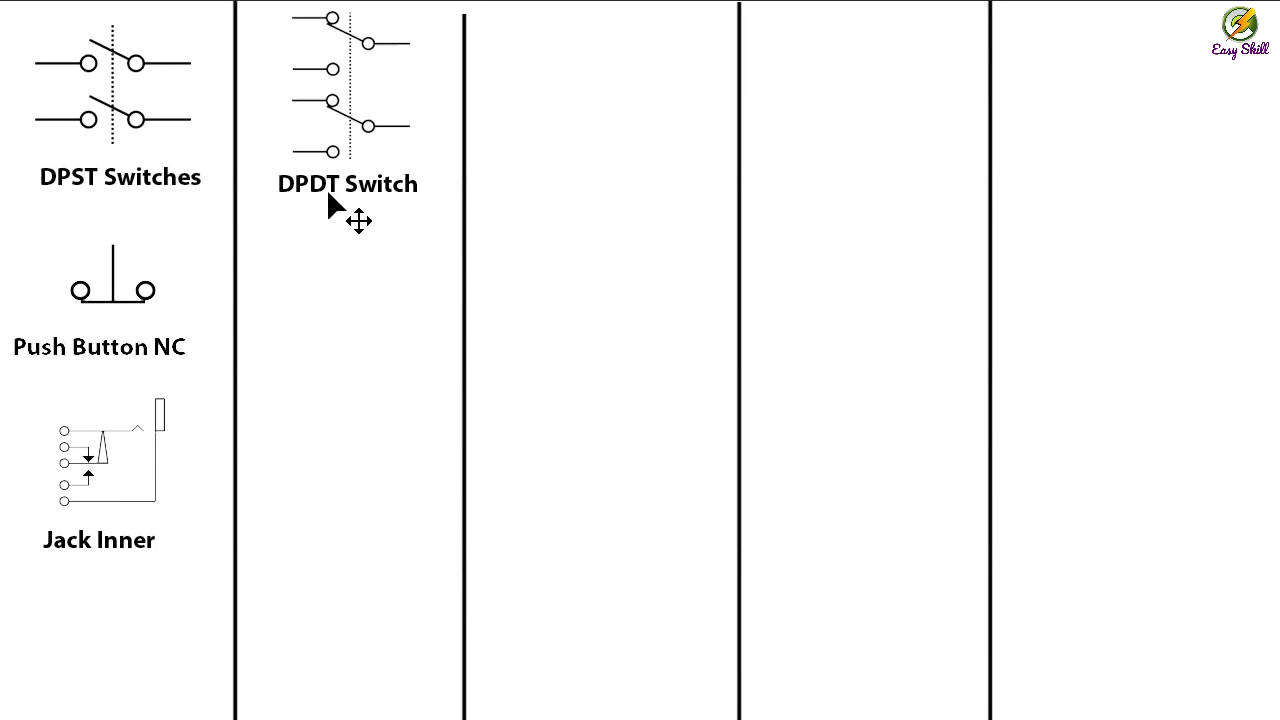 DPST Switches
Push Button NC
Jack Inner
DPDT Switch
Easy Skill